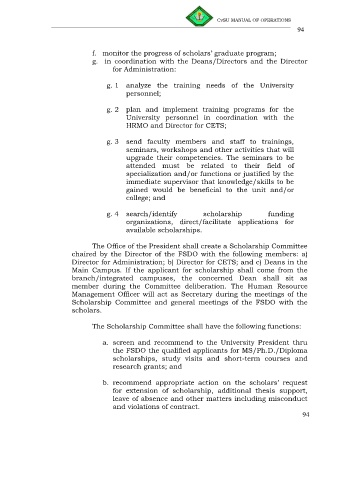 CvSU MANUAL OF OPERATIONS
94
f. monitor the progress of scholars' graduate program;
g. in coordination with the Deans/Directors and the Director
for Administration:
g. 1 analyze the training needs of the University
personnel;
g. 2 plan and implement training programs for the
University personnel in coordination with the
HRMO and Director for CETS;
g. 3 send faculty members and staff to trainings,
seminars, workshops and other activities that will
upgrade their competencies. The seminars to be
attended must be related to their field of
specialization and/or functions or justified by the
immediate supervisor that knowledge/skills to be
gained would be beneficial to the unit and/or
college; and
g. 4 search/identify scholarship funding
organizations, direct/facilitate applications for
available scholarships.
The Office of the President shall create a Scholarship Committee
chaired by the Director of the FSDO with the following members: a)
Director for Administration; b) Director for CETS; and c) Deans in the
Main Campus. If the applicant for scholarship shall come from the
branch/integrated campuses, the concerned Dean shall sit as
member during the Committee deliberation. The Human Resource
Management Officer will act as Secretary during the meetings of the
Scholarship Committee and general meetings of the FSDO with the
scholars.
The Scholarship Committee shall have the following functions:
a. screen and recommend to the University President thru
the FSDO the qualified applicants for MS/Ph.D./Diploma
scholarships, study visits and short-term courses and
research grants; and
b. recommend appropriate action on the scholars' request
for extension of scholarship, additional thesis support,
leave of absence and other matters including misconduct
and violations of contract.
94